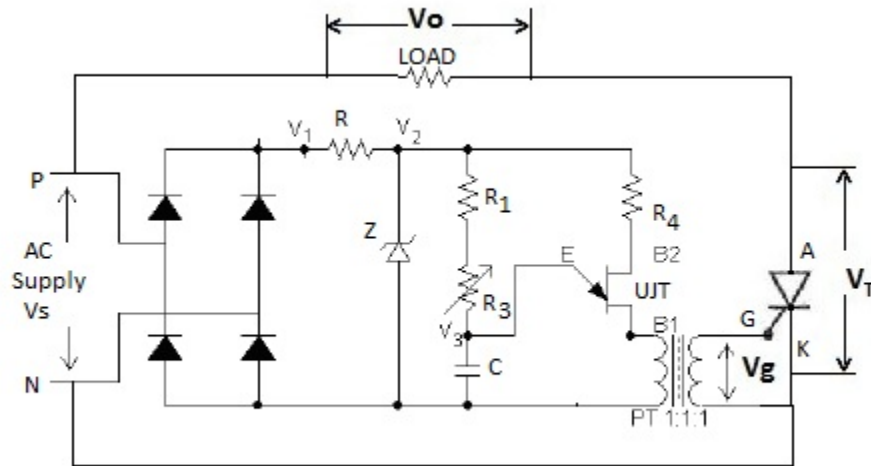 Vo
LOAD
V1
R
V2
P
R1
R4
AC
Supply
Vs
Z
E
B2
A
R3
UJT
VT
V3
B1
G
K
C
Vg
N
PT 1:1:1